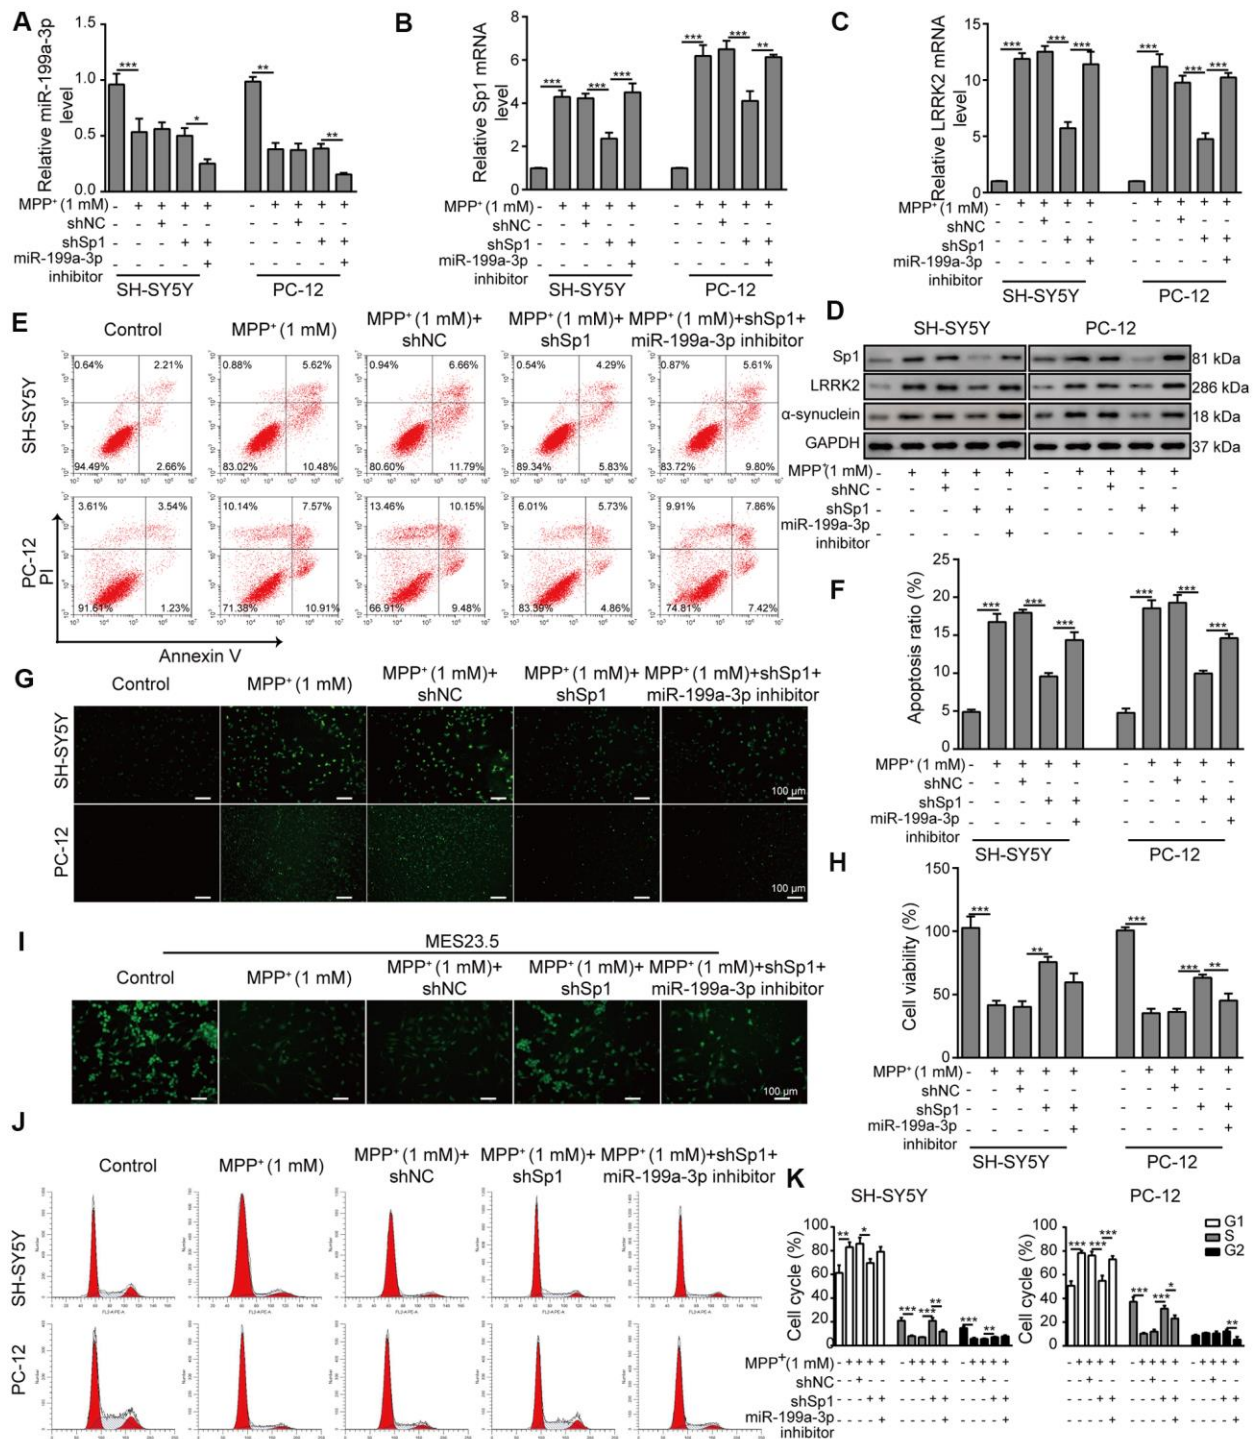 A
Relative miR-199a-3p
level
1.5
1.0
0.5
0.0
*** * ** **
MPP⁺ (1 mM) - + + + + - + + + +
shNC - - + - - - - + - -
shSp1 - - - + + - - - + +
miR-199a-3p - - - - + - - - - +
inhibitor
SH-SY5Y PC-12
B
Relative Sp1 mRNA
level
8
6
4
2
0
*** *** *** *** *** **
MPP⁺ (1 mM) - + + + + - + + + +
shNC - - + - - - - + - -
shSp1 - - - + + - - - + +
miR-199a-3p - - - - + - - - - +
inhibitor
SH-SY5Y PC-12
C
Relative LRRK2 mRNA
level
15
10
5
0
*** *** *** *** *** ***
MPP⁺ (1 mM) - + + + + - + + + +
shNC - - + - - - - + - -
shSp1 - - - + + - - - + +
miR-199a-3p - - - - + - - - - +
inhibitor
SH-SY5Y PC-12
D
SH-SY5Y PC-12
Sp1 81 kDa
LRRK2 286 kDa
α-synuclein 18 kDa
GAPDH 37 kDa
MPP⁺(1 mM) - + + + + - + + + +
shNC - - + - - - - + - -
shSp1 - - - + + - - - + +
miR-199a-3p - - - - + - - - - +
inhibitor
E
Control MPP⁺ (1 mM) MPP⁺ (1 mM)+ MPP⁺ (1 mM)+ MPP⁺ (1 mM)+shSp1+
shNC shSp1 miR-199a-3p inhibitor
SH-SY5Y
0.64% 2.21% 0.88% 5.62% 0.94% 6.66% 0.54% 4.29% 0.87% 5.61%
94.49% 2.66% 83.02% 10.48% 80.60% 11.79% 89.34% 5.83% 83.72% 9.80%
PC-12
PI
3.61% 3.54% 10.14% 7.57% 13.46% 10.15% 6.01% 5.73% 9.91% 7.86%
91.61% 1.23% 71.38% 10.91% 66.91% 9.48% 83.39% 4.86% 74.81% 7.42%
Annexin V
F
Apoptosis ratio (%)
25
20
15
10
5
0
*** *** *** *** *** ***
MPP⁺ (1 mM) - + + + + - + + + +
shNC - - + - - - - + - -
shSp1 - - - + + - - - + +
miR-199a-3p - - - - + - - - - +
inhibitor
SH-SY5Y PC-12
G
Control MPP⁺ (1 mM) MPP⁺ (1 mM)+ MPP⁺ (1 mM)+ MPP⁺ (1 mM)+shSp1+
shNC shSp1 miR-199a-3p inhibitor
SH-SY5Y
100 μm
PC-12
100 μm
H
Cell viability (%)
150
100
50
0
*** ** *** *** **
MPP⁺ (1 mM) - + + + + - + + + +
shNC - - + - - - - + - -
shSp1 - - - + + - - - + +
miR-199a-3p - - - - + - - - - +
inhibitor
SH-SY5Y PC-12
I
MES23.5
Control MPP⁺ (1 mM) MPP⁺ (1 mM)+ MPP⁺ (1 mM)+ MPP⁺ (1 mM)+shSp1+
shNC shSp1 miR-199a-3p inhibitor
100 μm
J
Control MPP⁺ (1 mM) MPP⁺ (1 mM)+ MPP⁺ (1 mM)+ MPP⁺ (1 mM)+shSp1+
shNC shSp1 miR-199a-3p inhibitor
SH-SY5Y
PC-12
K
SH-SY5Y PC-12
G1
S
G2
Cell cycle (%)
100
80
60
40
20
0
** * *** *** ** *** **
Cell cycle (%)
100
80
60
40
20
0
*** *** *** *** *** * **
MPP⁺(1 mM) - + + + + - + + + + - + + + + - + + + + - + + + + - + + + +
shNC - - + - - - - + - - - - + - - - - + - - - - + - - - - + - -
shSp1 - - - + + - - - + + - - - + + - - - + + - - - + + - - - + +
miR-199a-3p - - - - + - - - - + - - - - + - - - - + - - - - + - - - - +
inhibitor